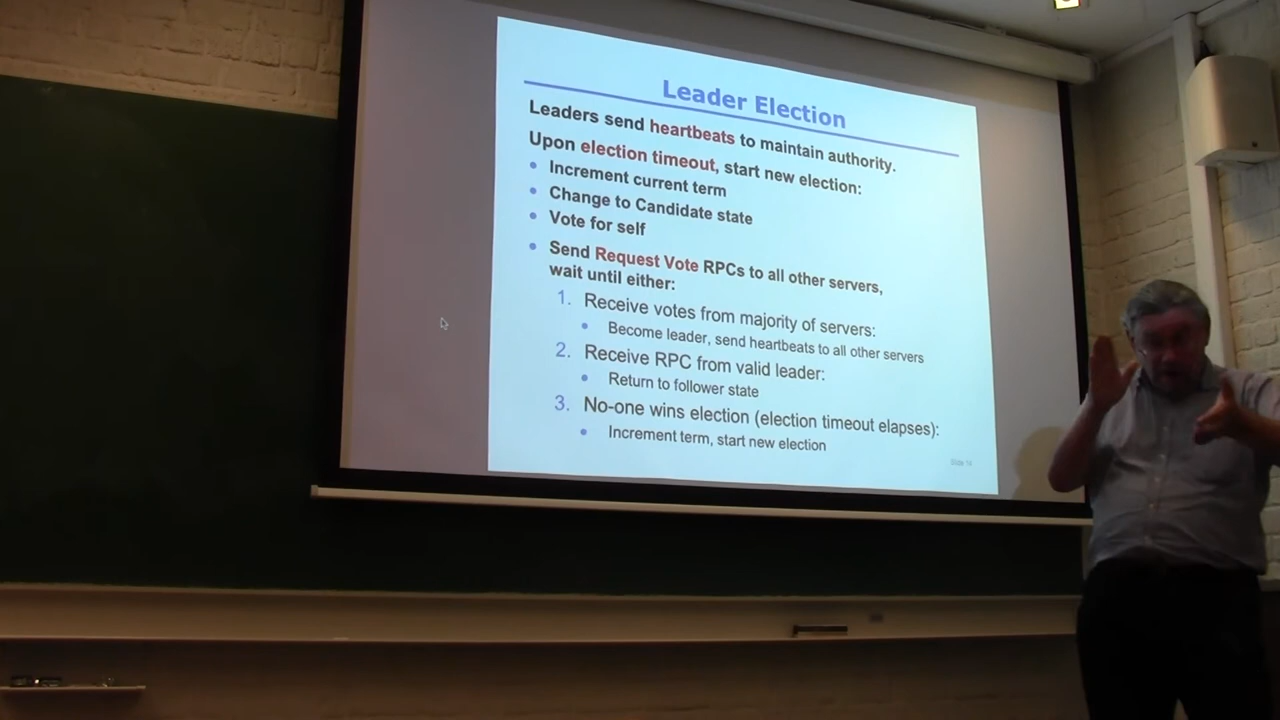 Leader Election
Leaders send heartbeats to maintain authority.
Upon election timeout, start new election:
• Increment current term
• Change to Candidate state
• Vote for self
• Send Request Vote RPCs to all other servers,
wait until either:
1. Receive votes from majority of servers:
• Become leader, send heartbeats to all other servers
2. Receive RPC from valid leader:
• Return to follower state
3. No-one wins election (election timeout elapses):
• Increment term, start new election
Slide